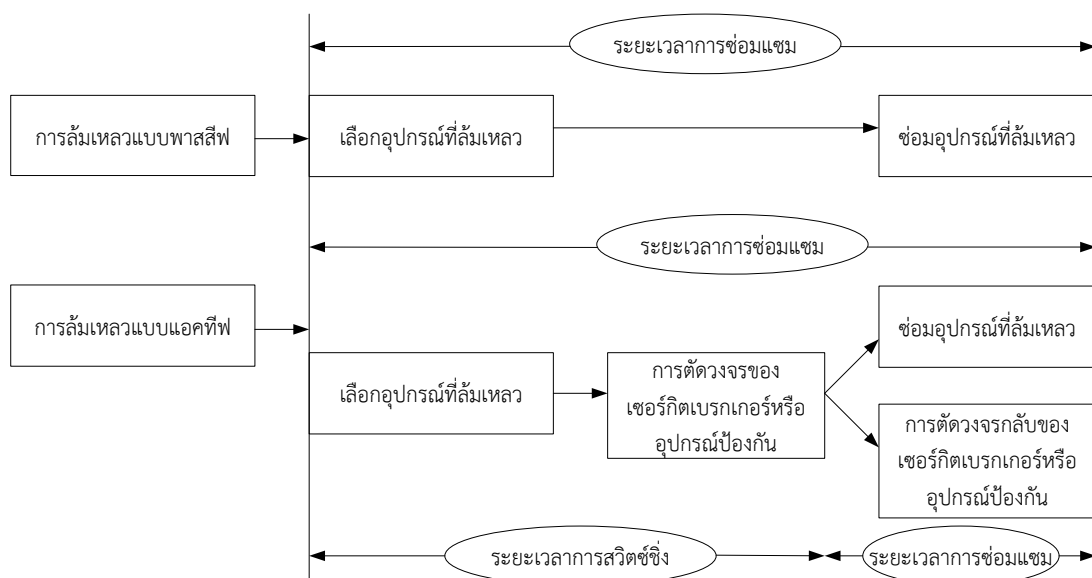 ระยะเวลาการซ่อมแซม
การล้มเหลวแบบพาสสีฟ
เลือกอุปกรณ์ที่ล้มเหลว
ซ่อมอุปกรณ์ที่ล้มเหลว
ระยะเวลาการซ่อมแซม
การล้มเหลวแบบแอคทีฟ
ซ่อมอุปกรณ์ที่ล้มเหลว
เลือกอุปกรณ์ที่ล้มเหลว
การตัดวงจรของ
เซอร์กิตเบรกเกอร์หรือ
อุปกรณ์ป้องกัน
การตัดวงจรกลับของ
เซอร์กิตเบรกเกอร์หรือ
อุปกรณ์ป้องกัน
ระยะเวลาการสวิตซ์ชิ่ง
ระยะเวลาการซ่อมแซม